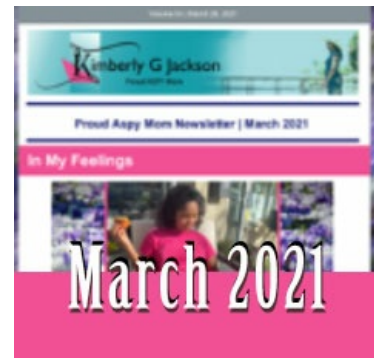 Kimberly G Jackson
Proud ASPY Mom
Proud Aspy Mom Newsletter | March 2021
In My Feelings
March 2021